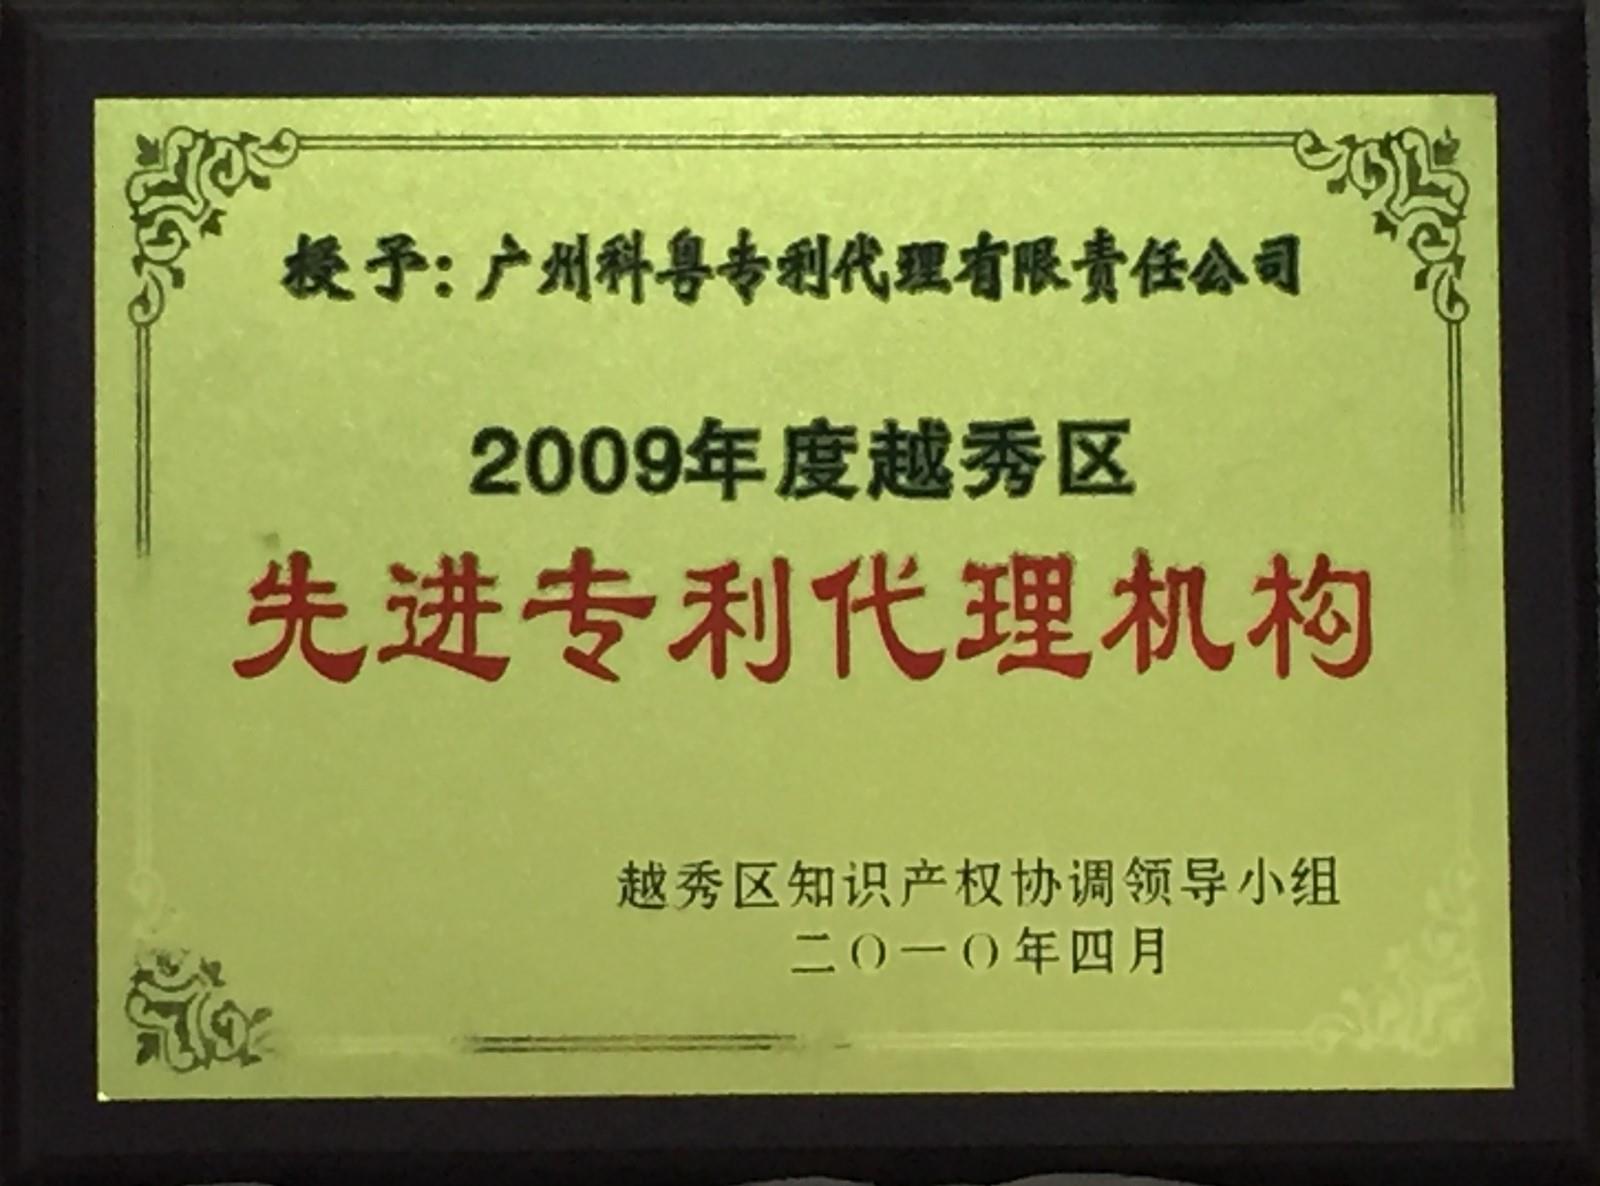 授予：广州科粤专利代理有限责任公司
2009年度越秀区
先进专利代理机构
越秀区知识产权协调领导小组
二〇一〇年四月